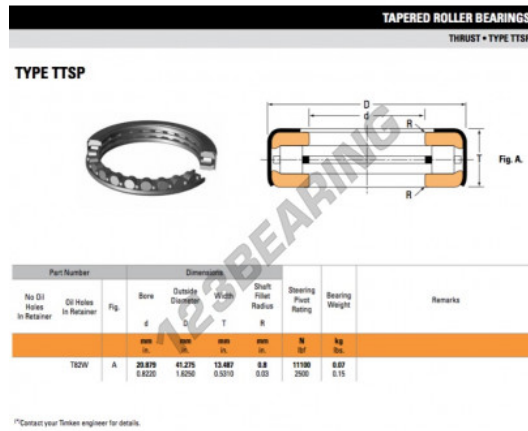 TAPERED ROLLER BEARINGS
THRUST • TYPE TTSP
TYPE TTSP
D
d
R
T
Fig. A.
R
123BEARING
Part Number
Dimensions
No Oil Holes In Retainer
Oil Holes In Retainer
Fig.
Bore d
Outside Diameter D
Width T
Shaft Fillet Radius R
Steering Pivot Rating
Bearing Weight
Remarks
mm mm mm mm N kg
in. in. in. in. lbf lbs.
T82W A 20.879 41.275 13.487 0.8 11100 0.07
0.8220 1.6250 0.5310 0.03 2500 0.15
Contact your Timken engineer for details.